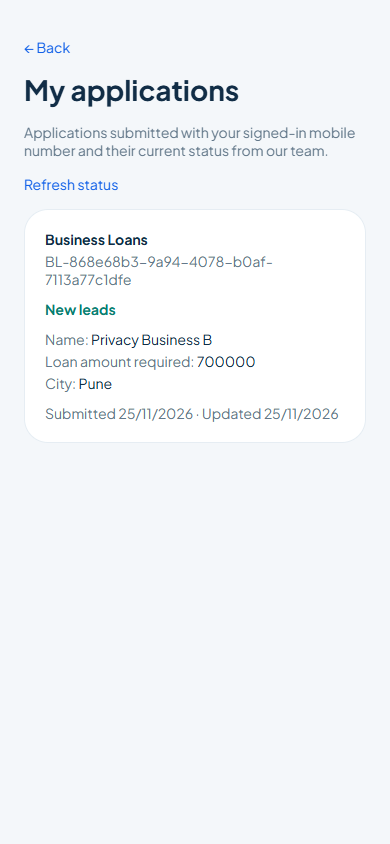 ← Back
My applications
Applications submitted with your signed-in mobile
number and their current status from our team.
Refresh status
Business Loans
BL-868e68b3-9a94-4078-b0af-
7113a77c1dfe
New leads
Name: Privacy Business B
Loan amount required: 700000
City: Pune
Submitted 25/11/2026 · Updated 25/11/2026